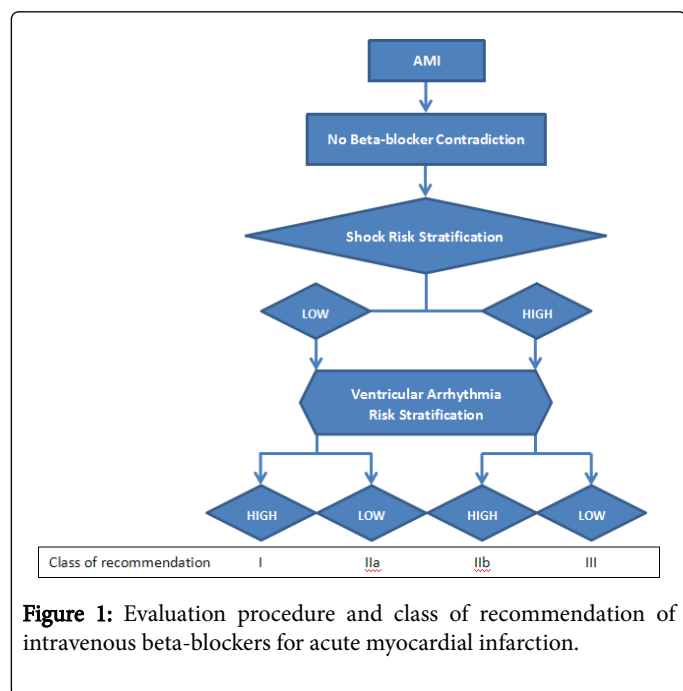 AMI
No Beta-blocker Contradiction
Shock Risk Stratification
LOW
HIGH
Ventricular Arrhythmia
Risk Stratification
HIGH
LOW
HIGH
LOW
Class of recommendation I IIa IIb III
Figure 1: Evaluation procedure and class of recommendation of
intravenous beta-blockers for acute myocardial infarction.